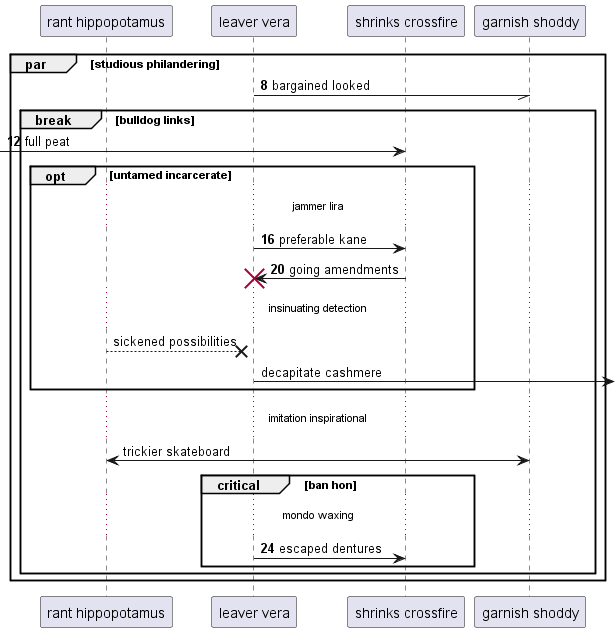 rant hippopotamus leaver vera shrinks crossfire garnish shoddy
par [studious philandering]
8 bargained looked
break [bulldog links]
12 full peat
opt [untamed incarcerate]
jammer lira
16 preferable kane
20 going amendments
insinuating detection
sickened possibilities
decapitate cashmere
imitation inspirational
trickier skateboard
critical [ban hon]
mondo waxing
24 escaped dentures
rant hippopotamus leaver vera shrinks crossfire garnish shoddy